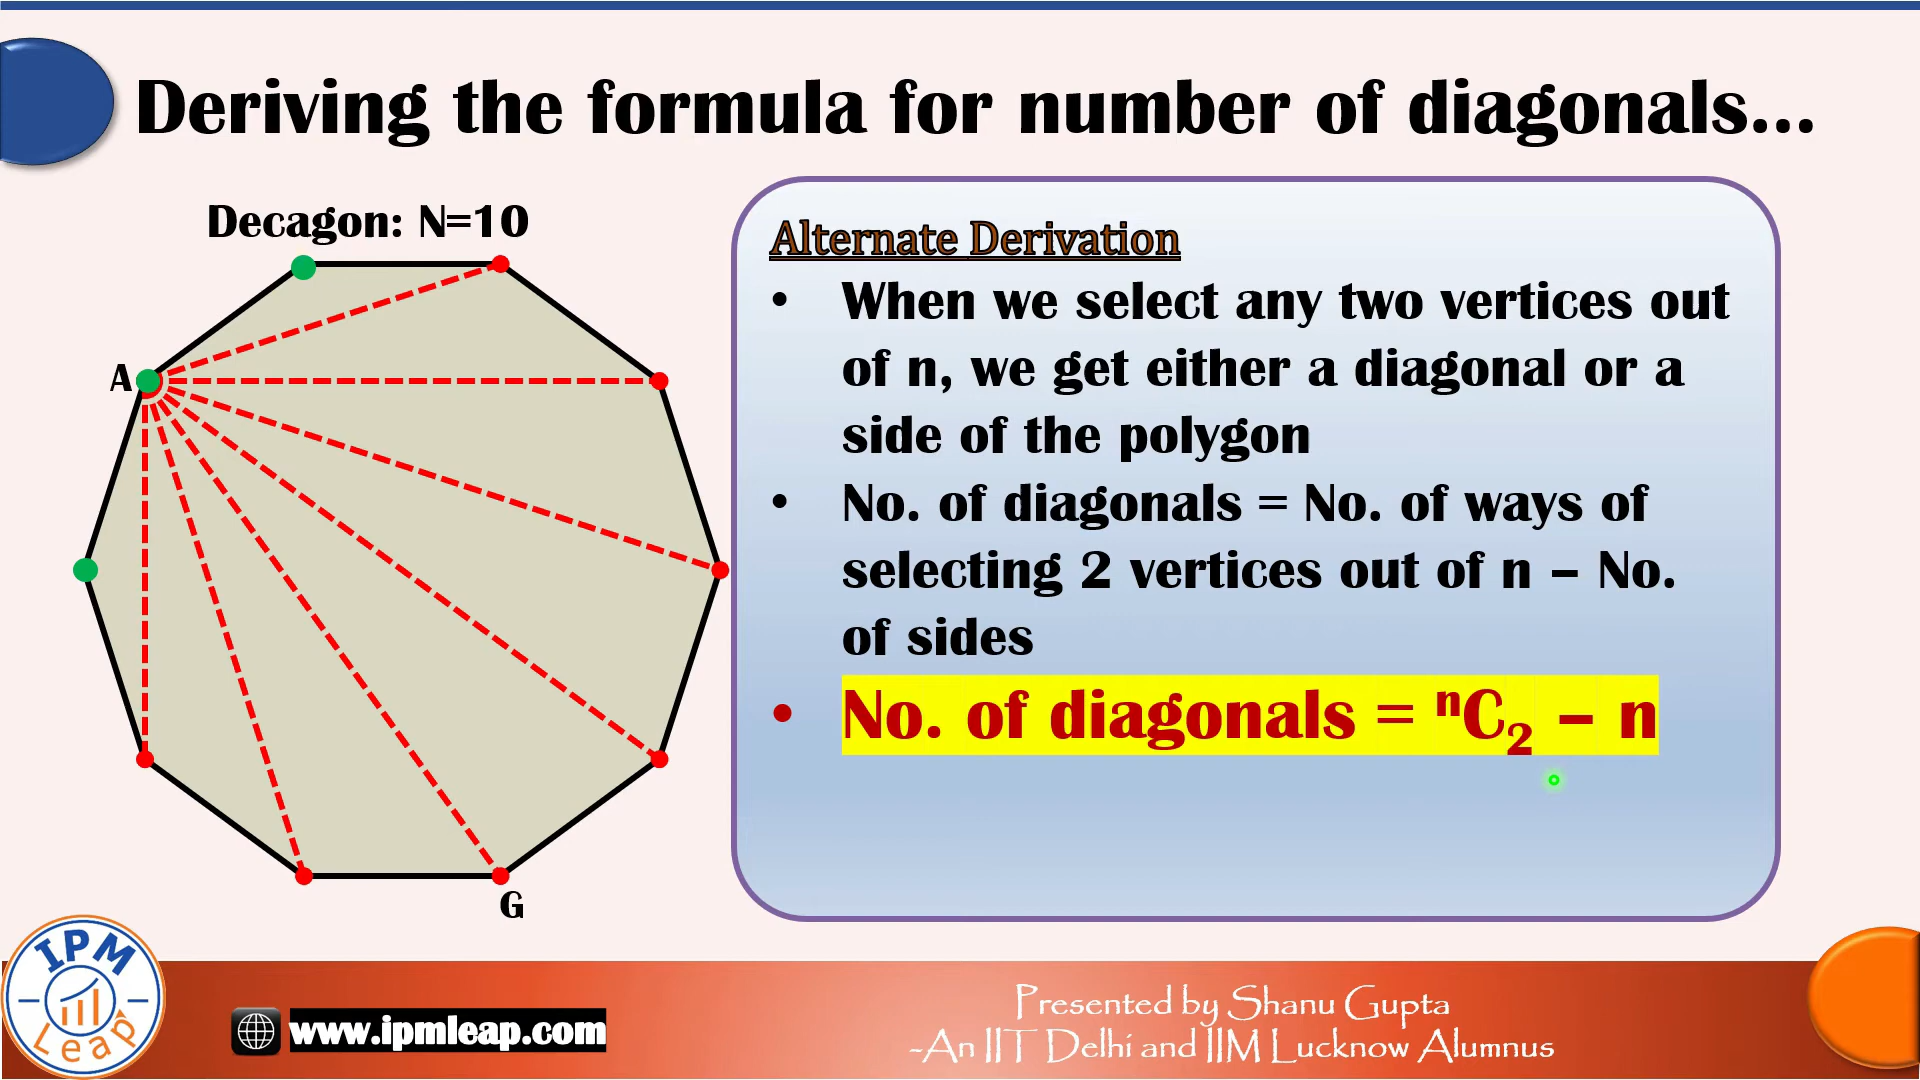 Deriving the formula for number of diagonals...
Decagon: N=10
A
G
Alternate Derivation
• When we select any two vertices out
of n, we get either a diagonal or a
side of the polygon
• No. of diagonals = No. of ways of
selecting 2 vertices out of n – No.
of sides
• No. of diagonals = ⁿC₂ – n
IPM
Leap
www.ipmleap.com
Presented by Shanu Gupta
-An IIT Delhi and IIM Lucknow Alumnus